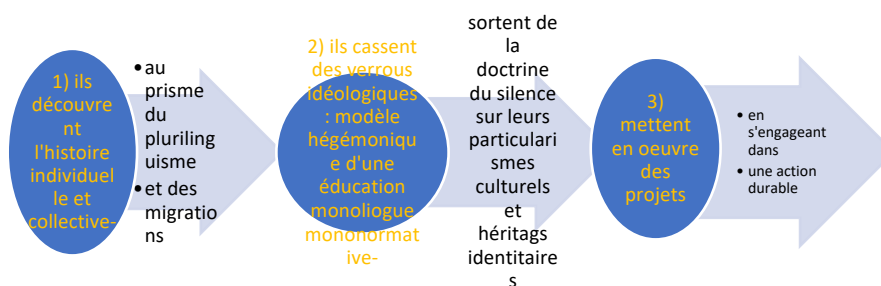 1) ils
découvre
nt
l'histoire
individuel
le et
collective-
• au
prisme
du
pluriling
uisme
• et des
migratio
ns
2) ils cassent
des verrous
idéologiques
: modèle
hégémoniqu
e d'une
éducation
monoliogue
mononormat
ive-
sortent de
la
doctrine
du silence
sur leurs
particulari
smes
culturels
et
héritags
identitaire
s
3)
mettent
en oeuvre
des
projets
• en
s'engageant
dans
• une action
durable